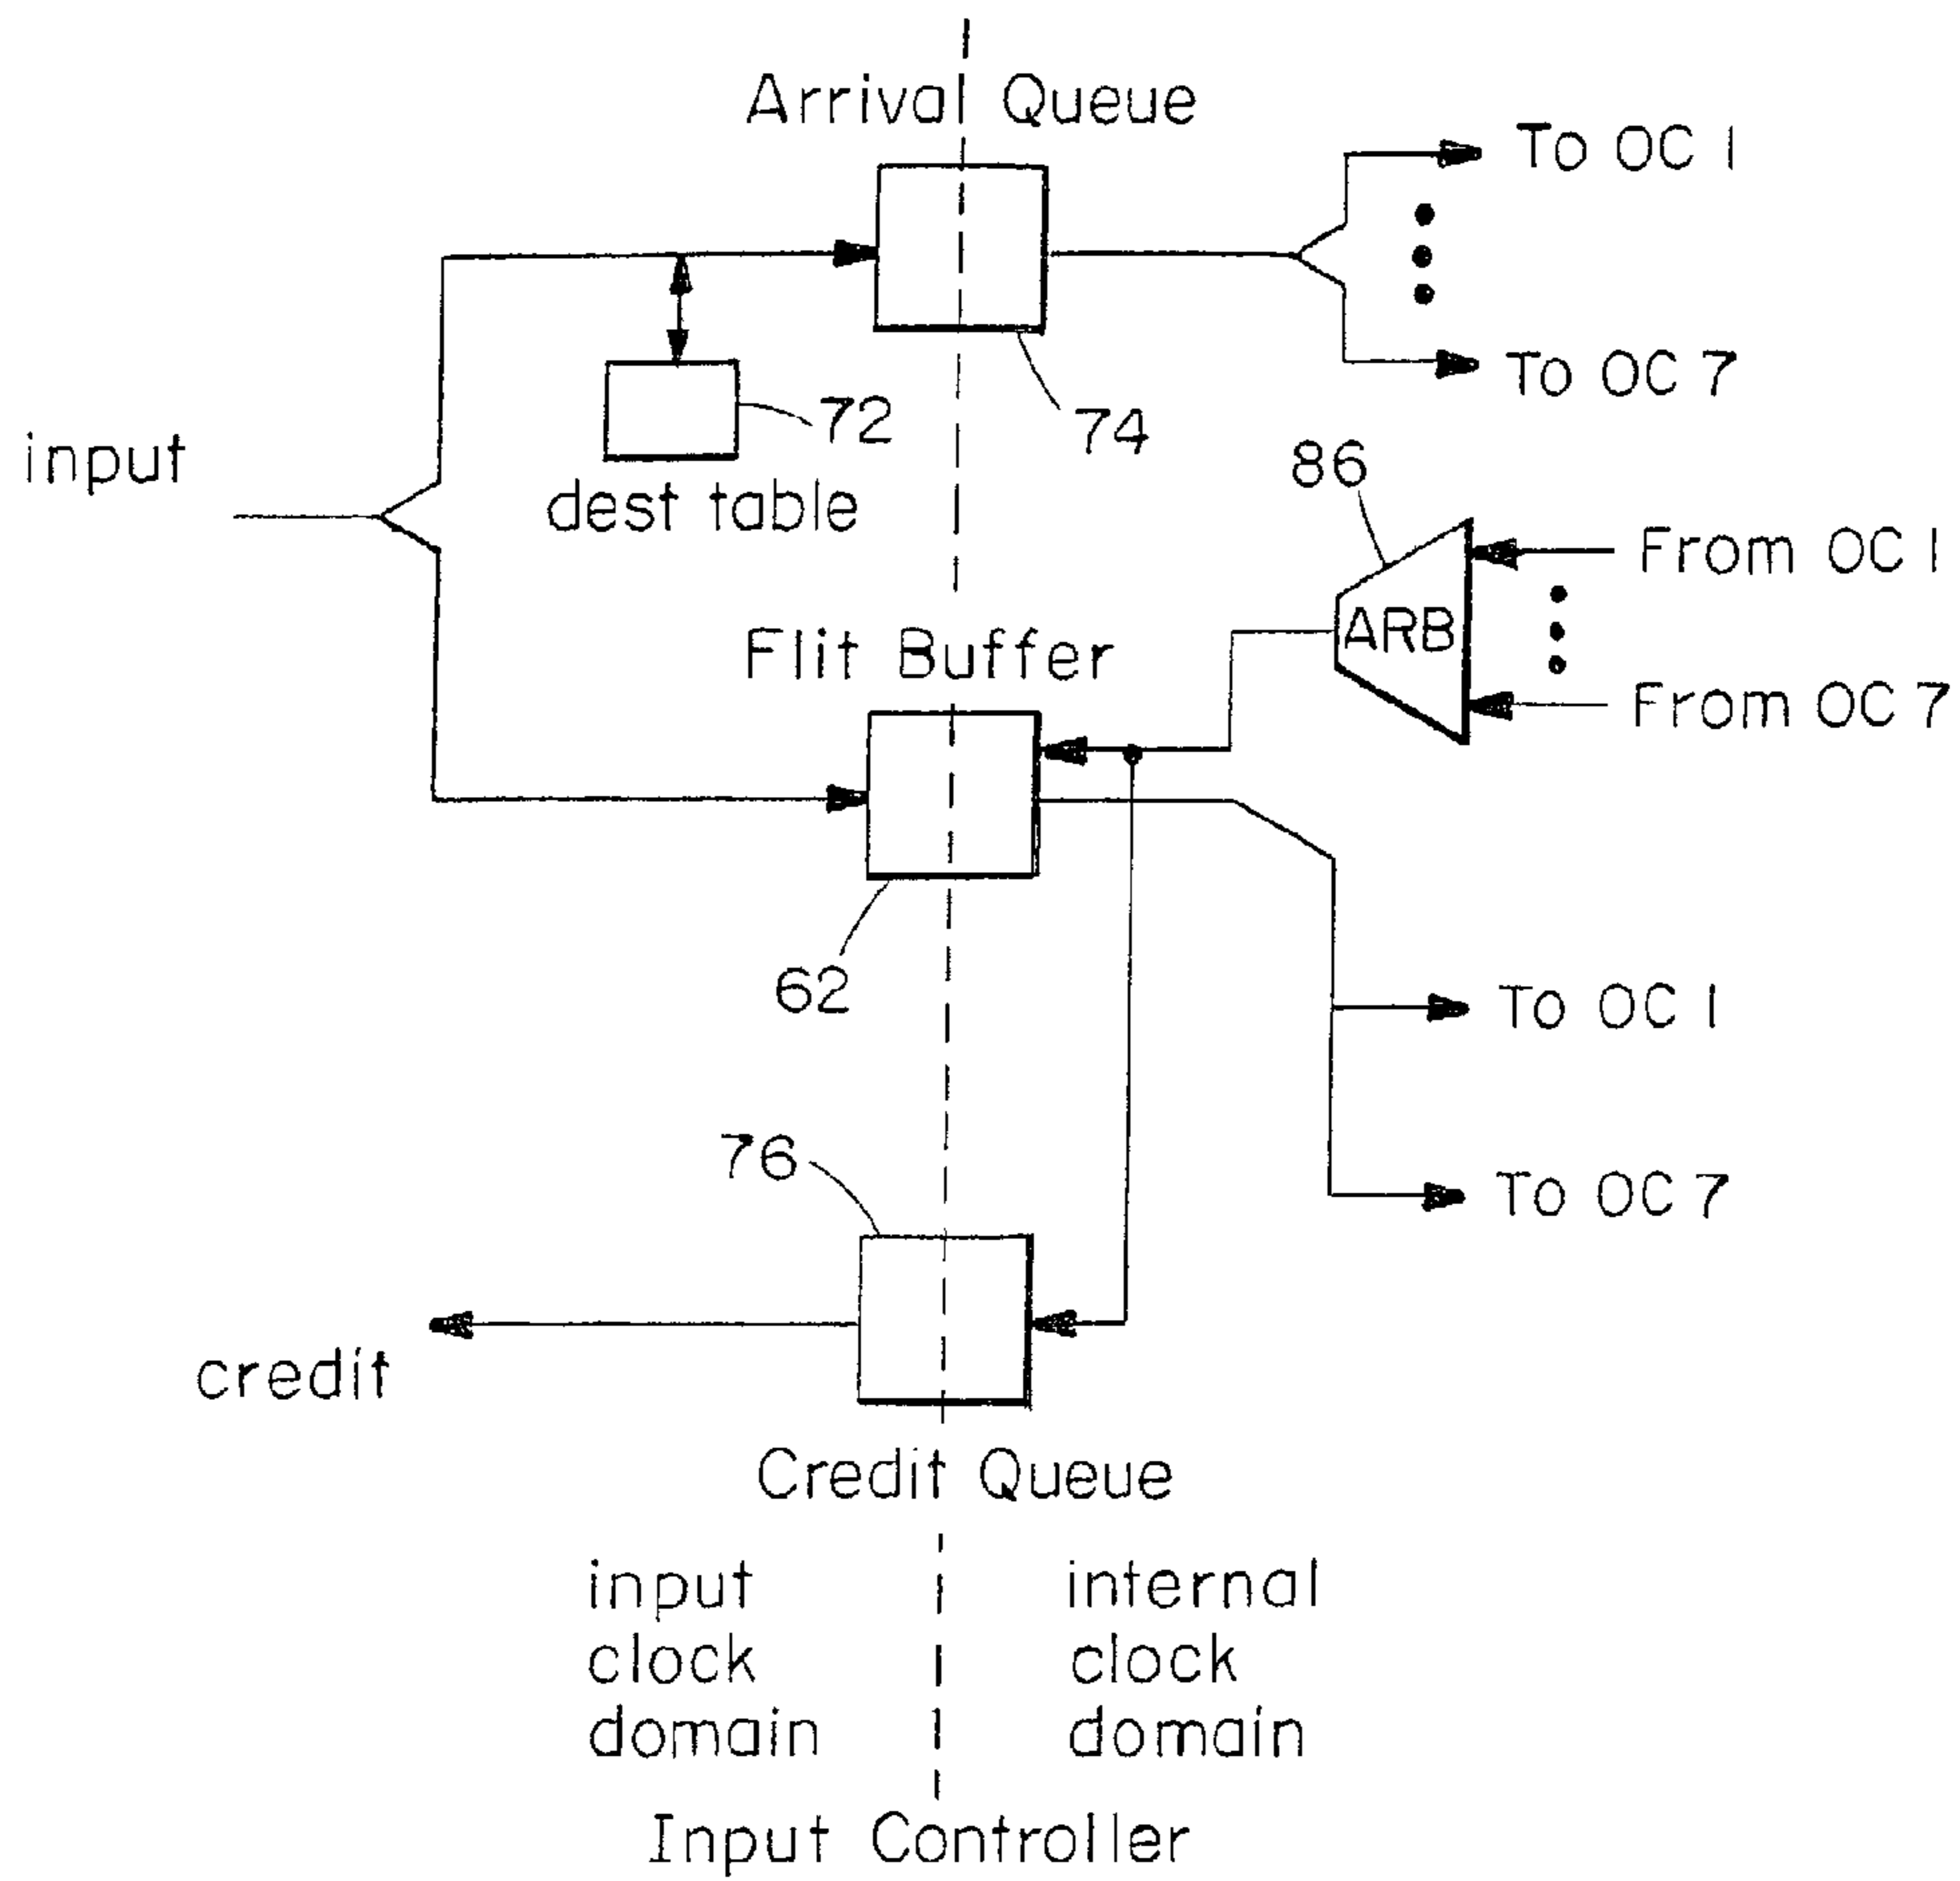 Arrival Queue
To OC 1
To OC 7
72
74
input
dest table
86
From OC 1
ARB
From OC 7
Flit Buffer
62
To OC 1
76
To OC 7
credit
Credit Queue
input
clock
domain
internal
clock
domain
Input Controller